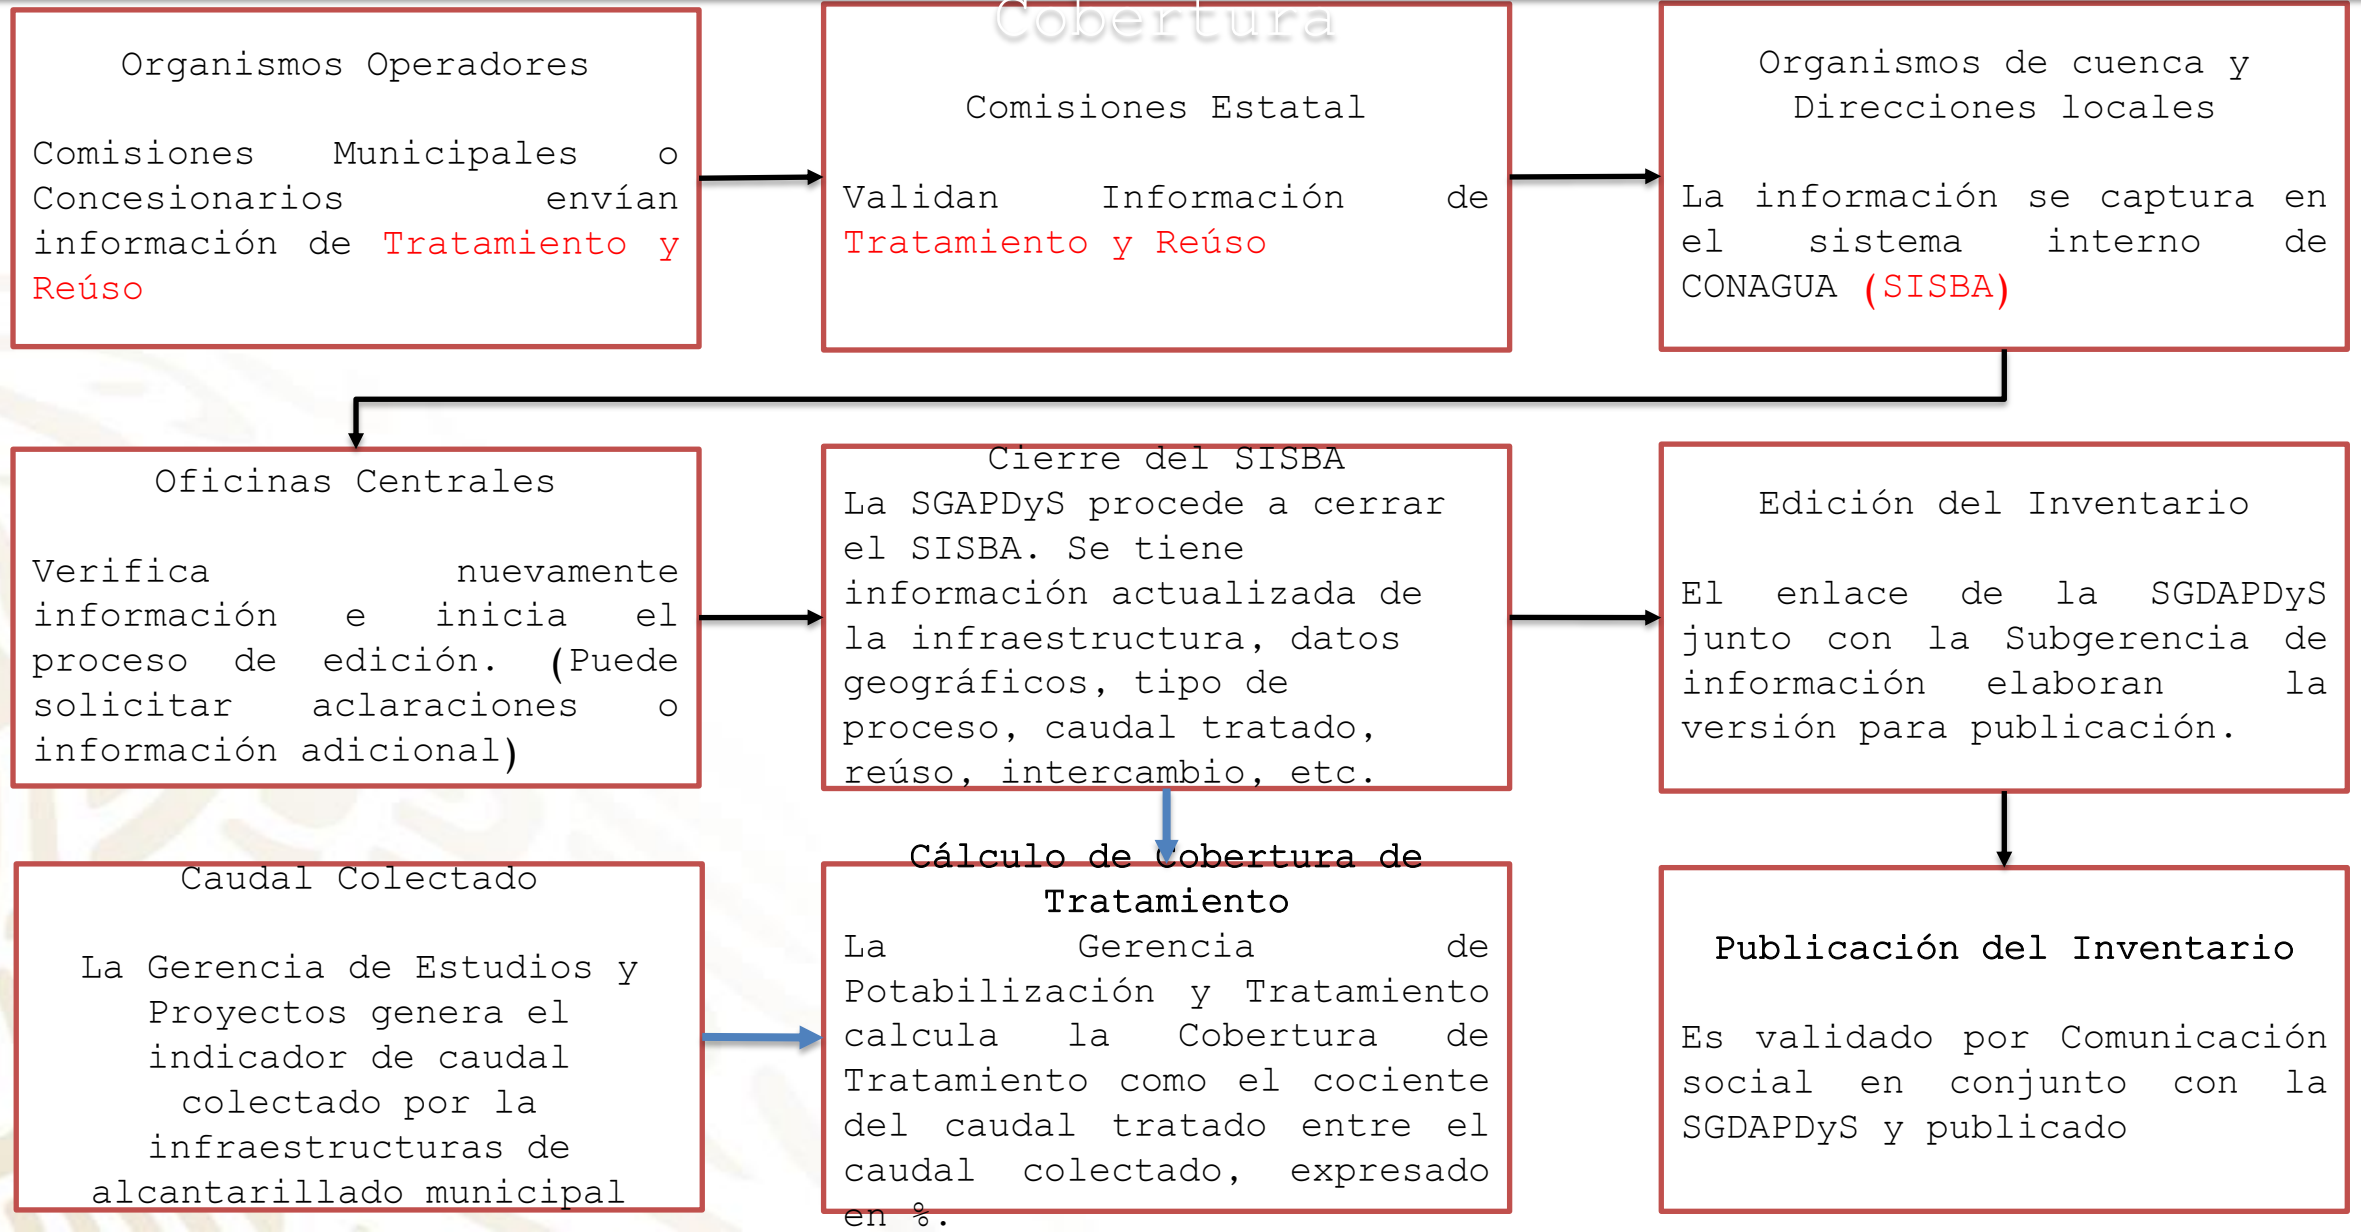 Cobertura
Organismos Operadores
Comisiones Municipales o
Concesionarios envían
información de Tratamiento y
Reúso
Comisiones Estatal
Validan Información de
Tratamiento y Reúso
Organismos de cuenca y
Direcciones locales
La información se captura en
el sistema interno de
CONAGUA (SISBA)
Oficinas Centrales
Verifica nuevamente
información e inicia el
proceso de edición. (Puede
solicitar aclaraciones o
información adicional)
Cierre del SISBA
La SGAPDyS procede a cerrar
el SISBA. Se tiene
información actualizada de
la infraestructura, datos
geográficos, tipo de
proceso, caudal tratado,
reúso, intercambio, etc.
Edición del Inventario
El enlace de la SGDAPDyS
junto con la Subgerencia de
información elaboran la
versión para publicación.
Caudal Colectado
La Gerencia de Estudios y
Proyectos genera el
indicador de caudal
colectado por la
infraestructuras de
alcantarillado municipal
Cálculo de Cobertura de
Tratamiento
La Gerencia de
Potabilización y Tratamiento
calcula la Cobertura de
Tratamiento como el cociente
del caudal tratado entre el
caudal colectado, expresado
en %.
Publicación del Inventario
Es validado por Comunicación
social en conjunto con la
SGDAPDyS y publicado